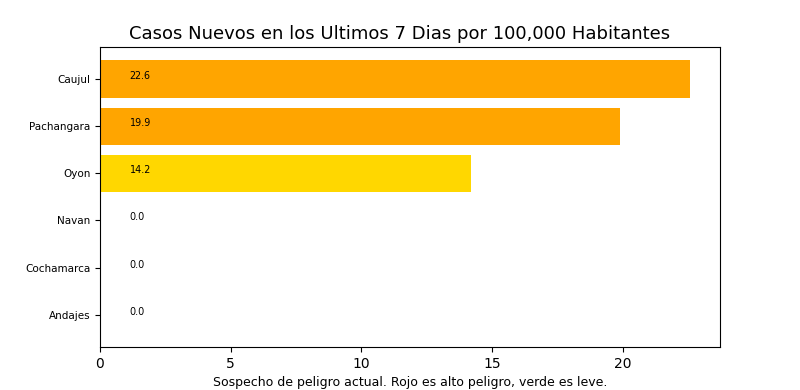 Casos Nuevos en los Ultimos 7 Dias por 100,000 Habitantes
Caujul 22.6
Pachangara 19.9
Oyon 14.2
Navan 0.0
Cochamarca 0.0
Andajes 0.0
0 5 10 15 20
Sospecho de peligro actual. Rojo es alto peligro, verde es leve.